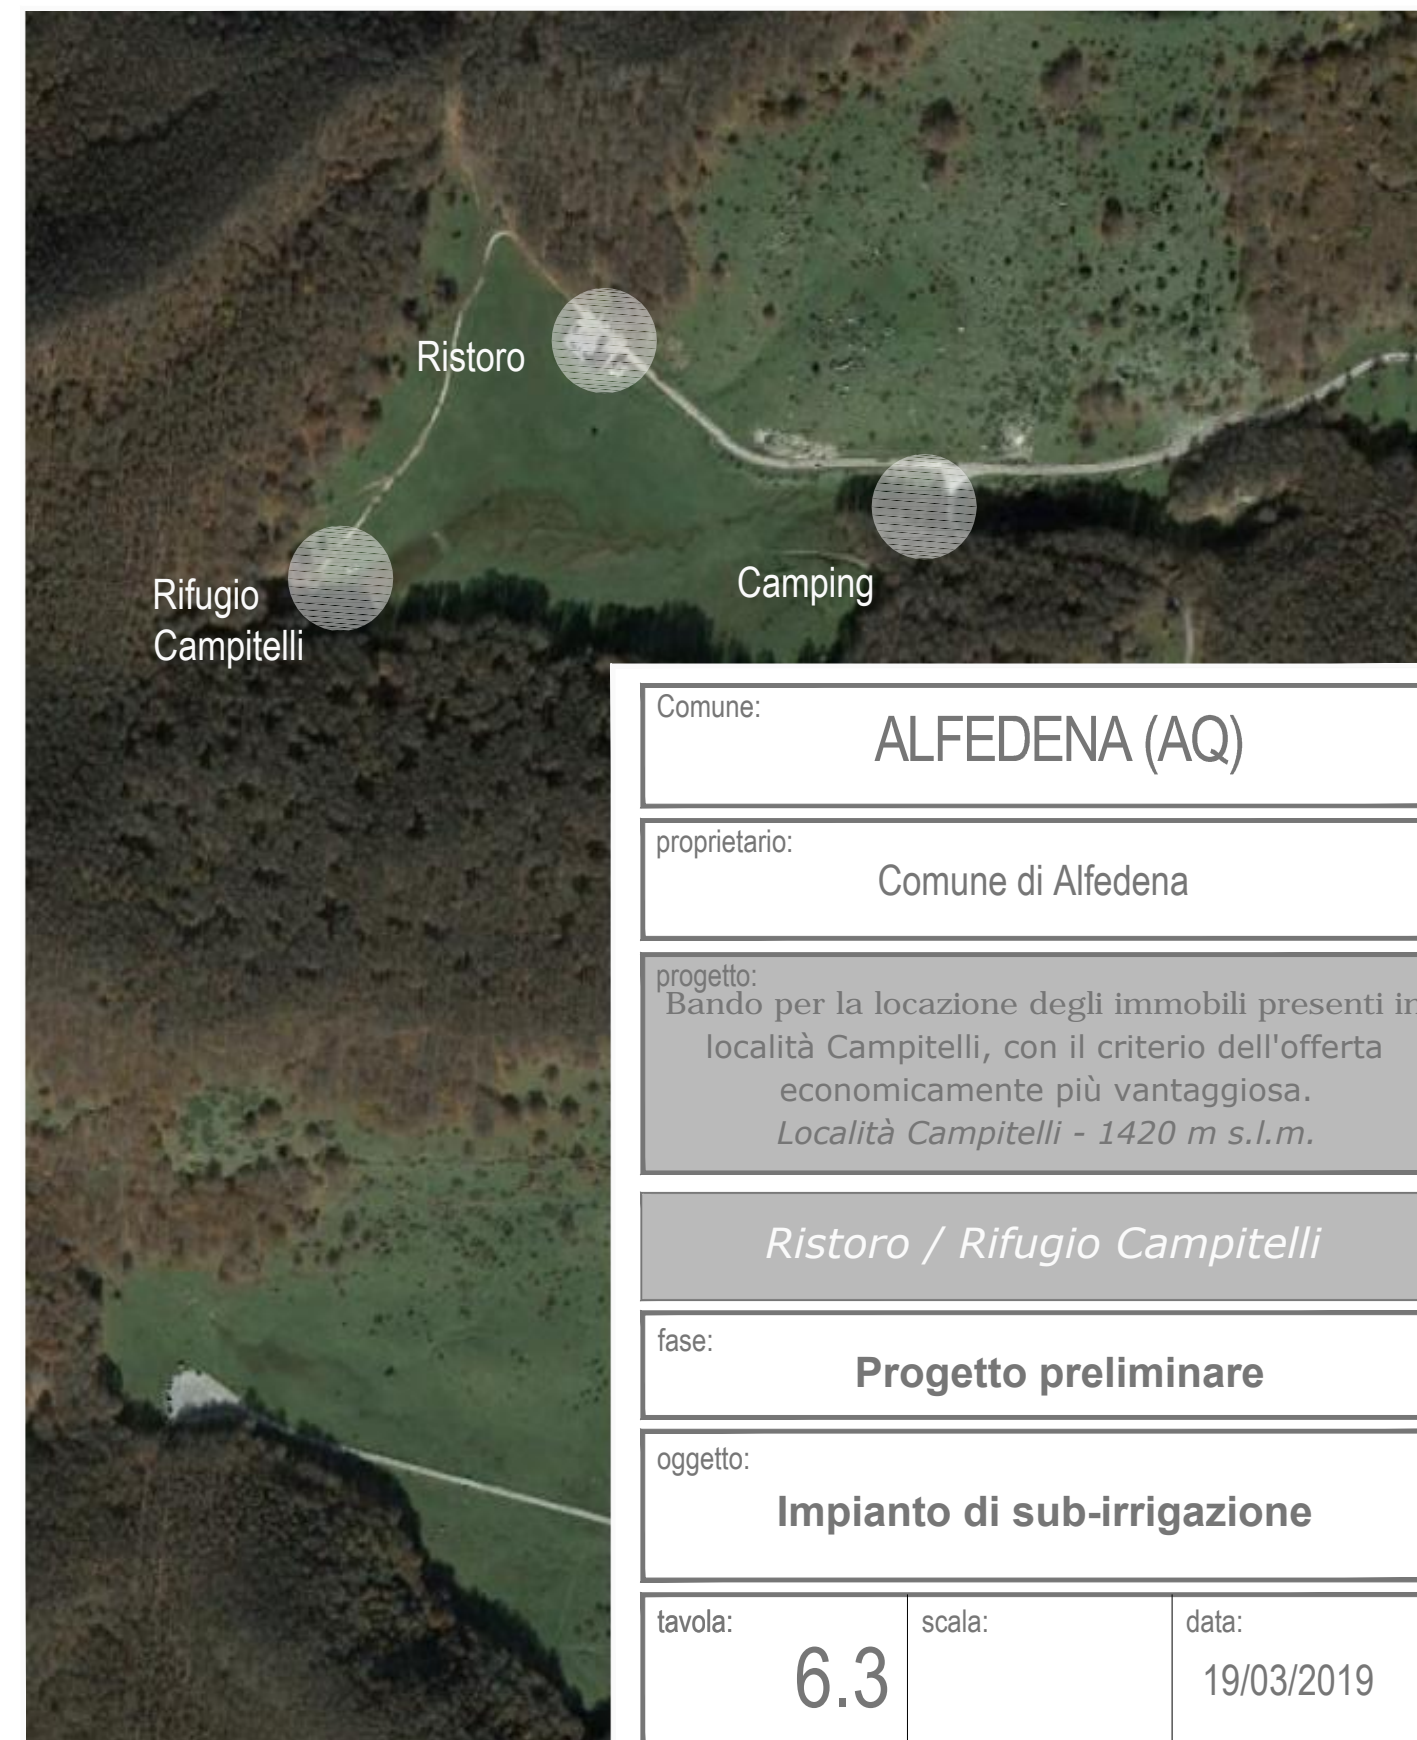 Ristoro
Camping
Rifugio
Campitelli
Comune:
ALFEDENA (AQ)
proprietario:
Comune di Alfedena
progetto:
Bando per la locazione degli immobili presenti in
località Campitelli, con il criterio dell'offerta
economicamente più vantaggiosa.
Località Campitelli - 1420 m s.l.m.
Ristoro / Rifugio Campitelli
fase:
Progetto preliminare
oggetto:
Impianto di sub-irrigazione
tavola:
6.3
scala:
data:
19/03/2019